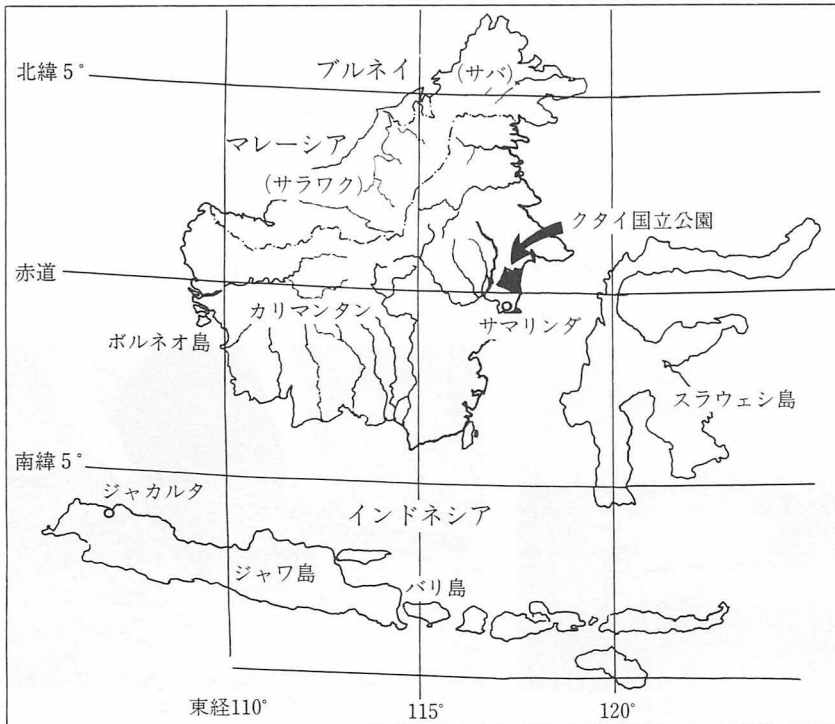 北緯5°
ブルネイ
(サバ)
マレーシア
(サラワク)
クタイ国立公園
赤道
カリマンタン
サマリンダ
ボルネオ島
スラウェシ島
南緯5°
ジャカルタ
インドネシア
ジャワ島
バリ島
東経110°
115°
120°